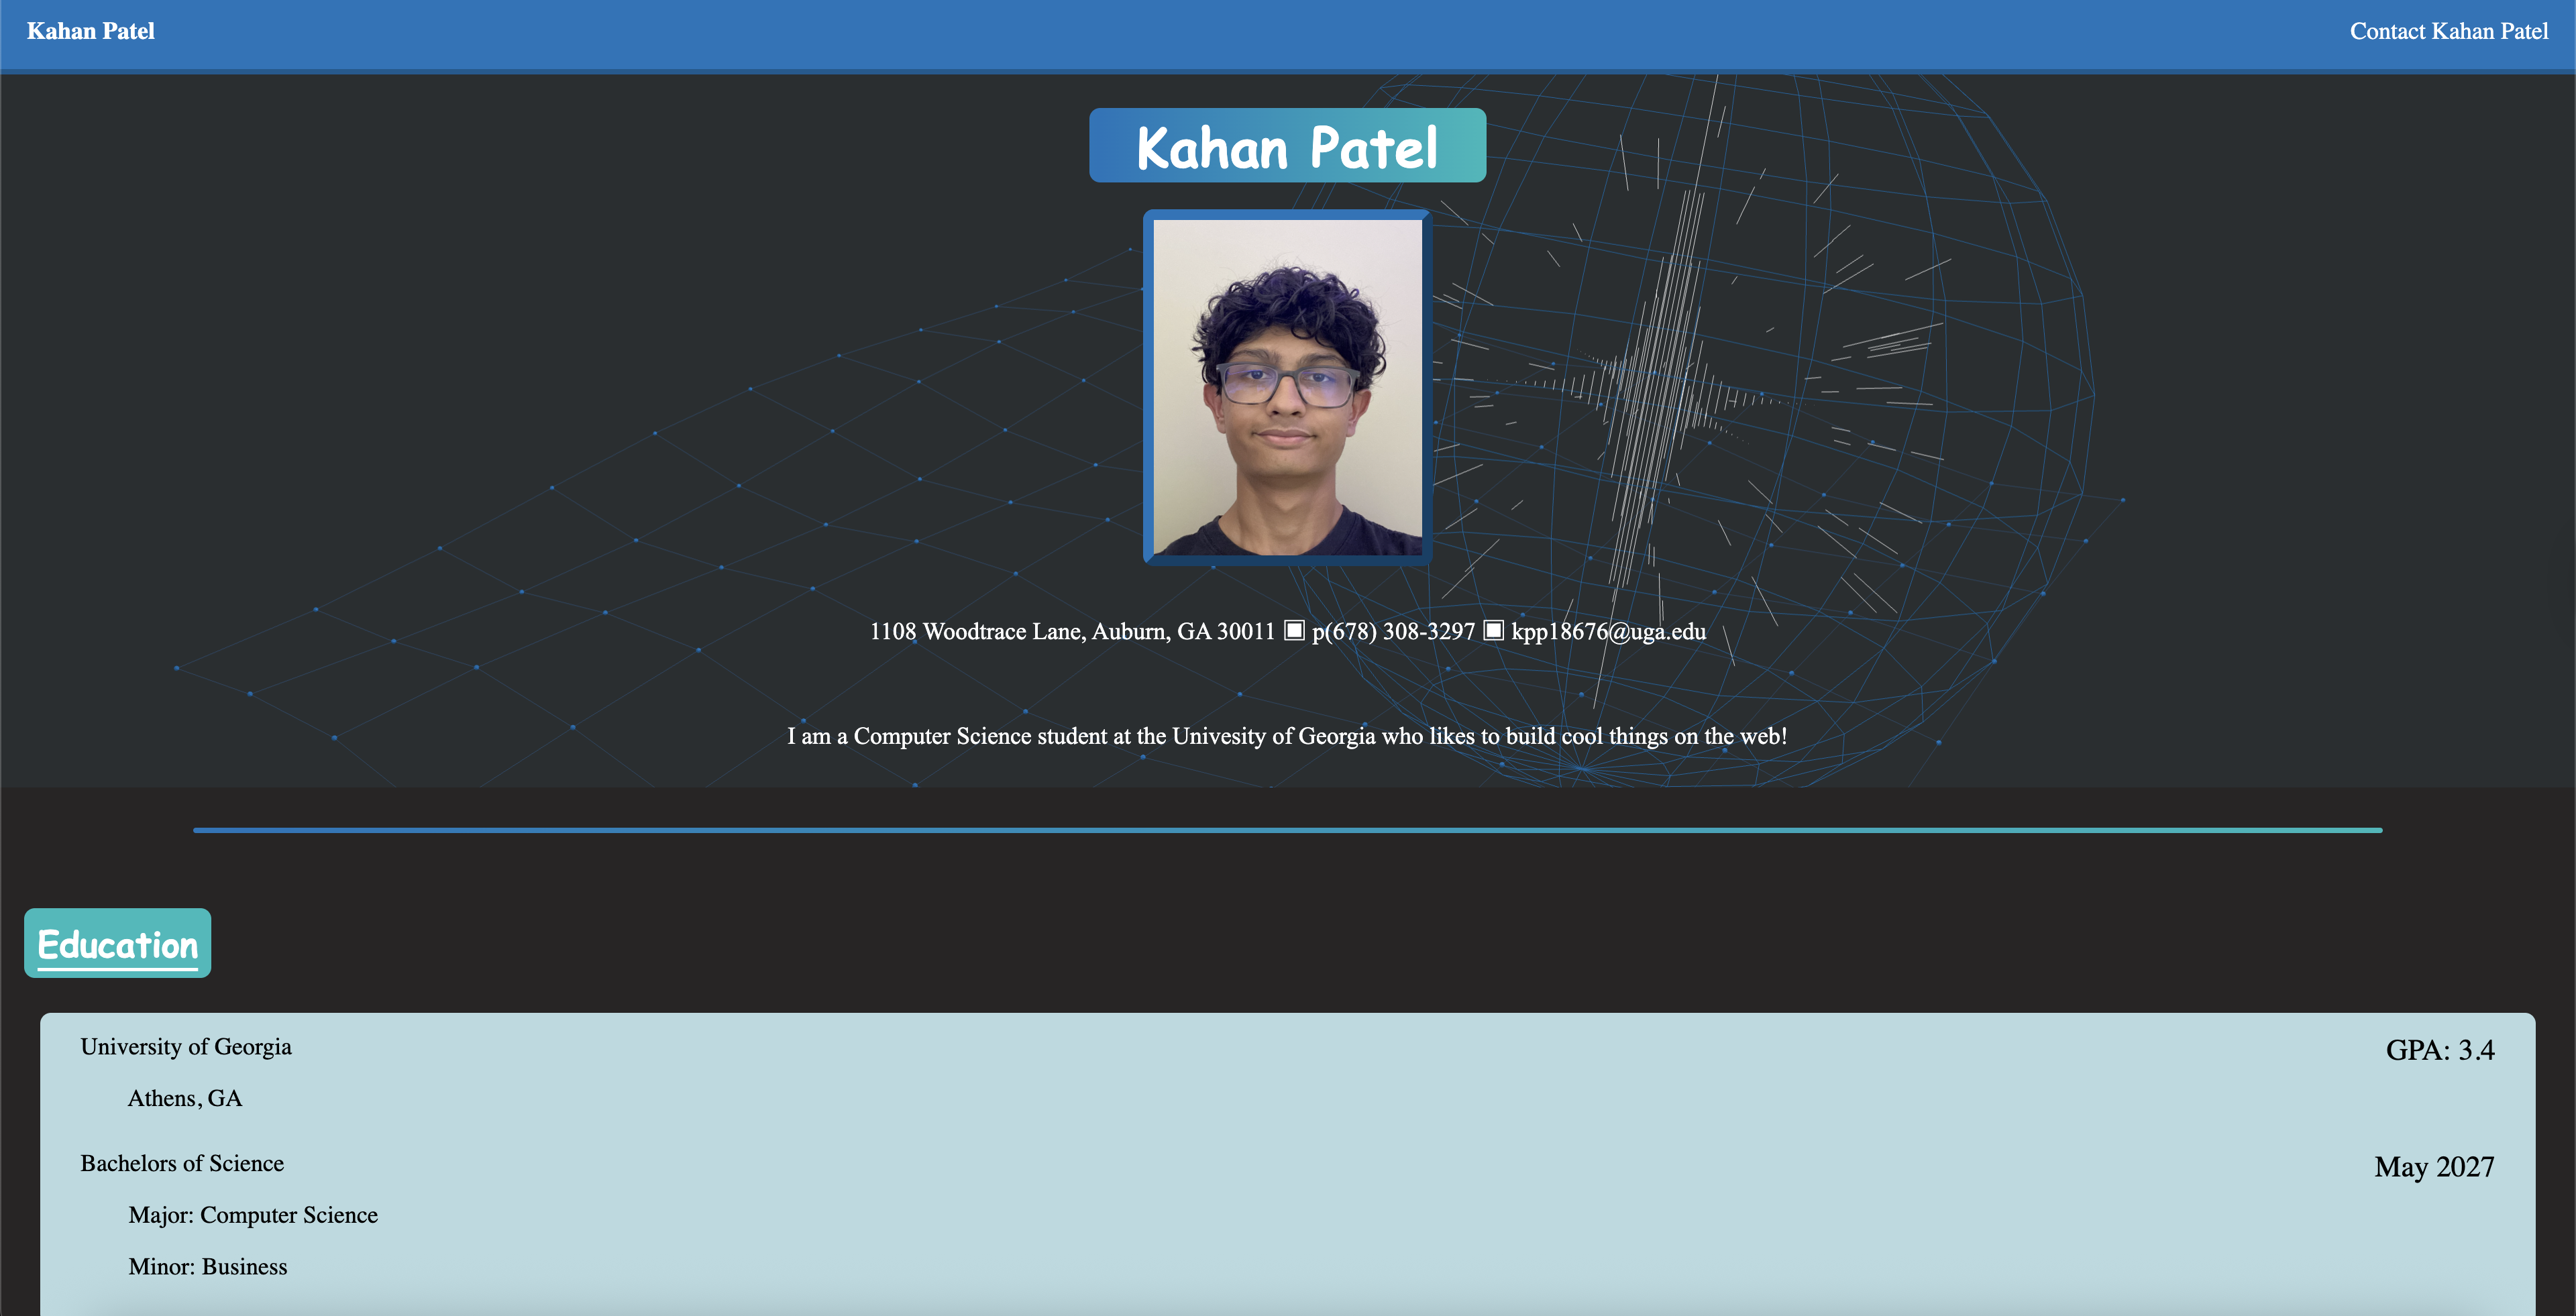 Kahan Patel
Contact Kahan Patel
Kahan Patel
1108 Woodtrace Lane, Auburn, GA 30011 ▣ p(678) 308-3297 ▣ kpp18676@uga.edu
I am a Computer Science student at the Univesity of Georgia who likes to build cool things on the web!
Education
University of Georgia
GPA: 3.4
Athens, GA
Bachelors of Science
May 2027
Major: Computer Science
Minor: Business